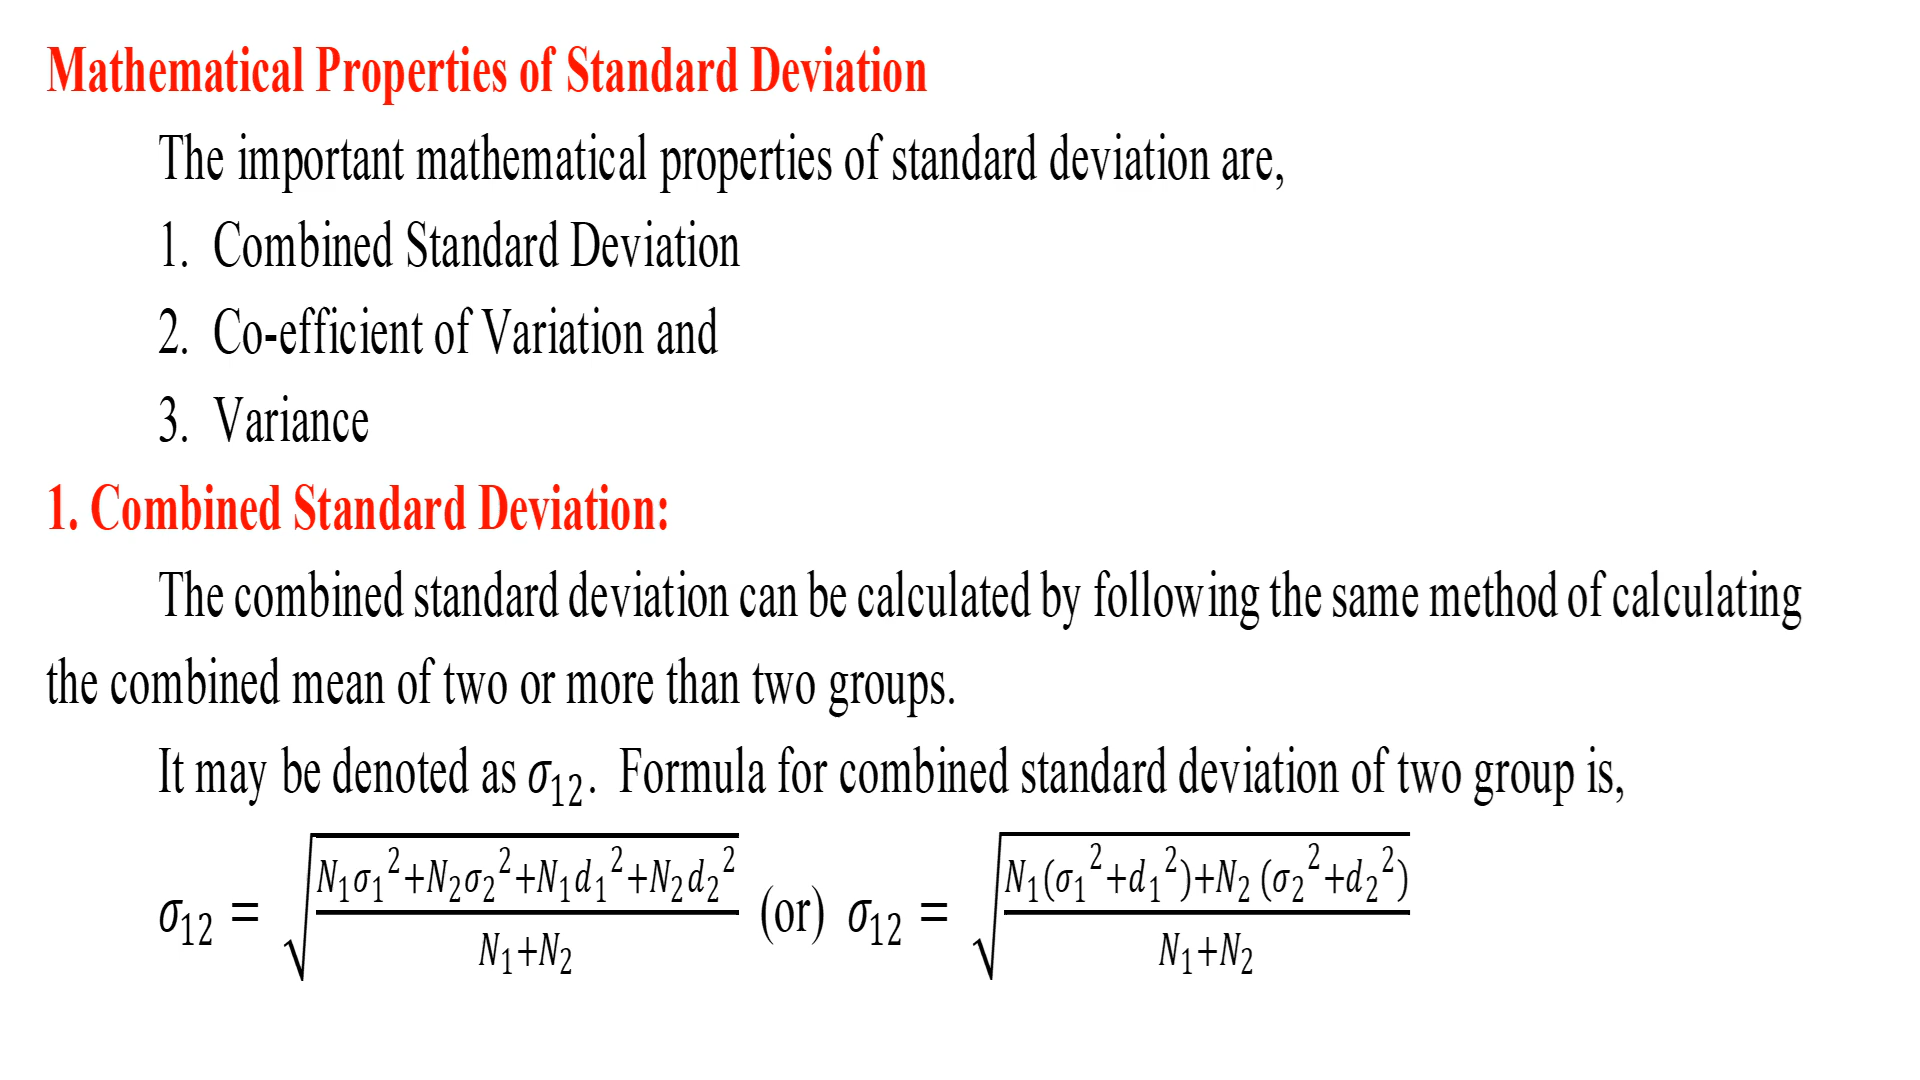 Mathematical Properties of Standard Deviation
The important mathematical properties of standard deviation are,
1. Combined Standard Deviation
2. Co-efficient of Variation and
3. Variance
1. Combined Standard Deviation:
The combined standard deviation can be calculated by following the same method of calculating
the combined mean of two or more than two groups.
It may be denoted as σ₁₂. Formula for combined standard deviation of two group is,
σ₁₂ = √((N₁σ₁²+N₂σ₂²+N₁d₁²+N₂d₂²)/(N₁+N₂)) (or) σ₁₂ = √((N₁(σ₁²+d₁²)+N₂(σ₂²+d₂²))/(N₁+N₂))